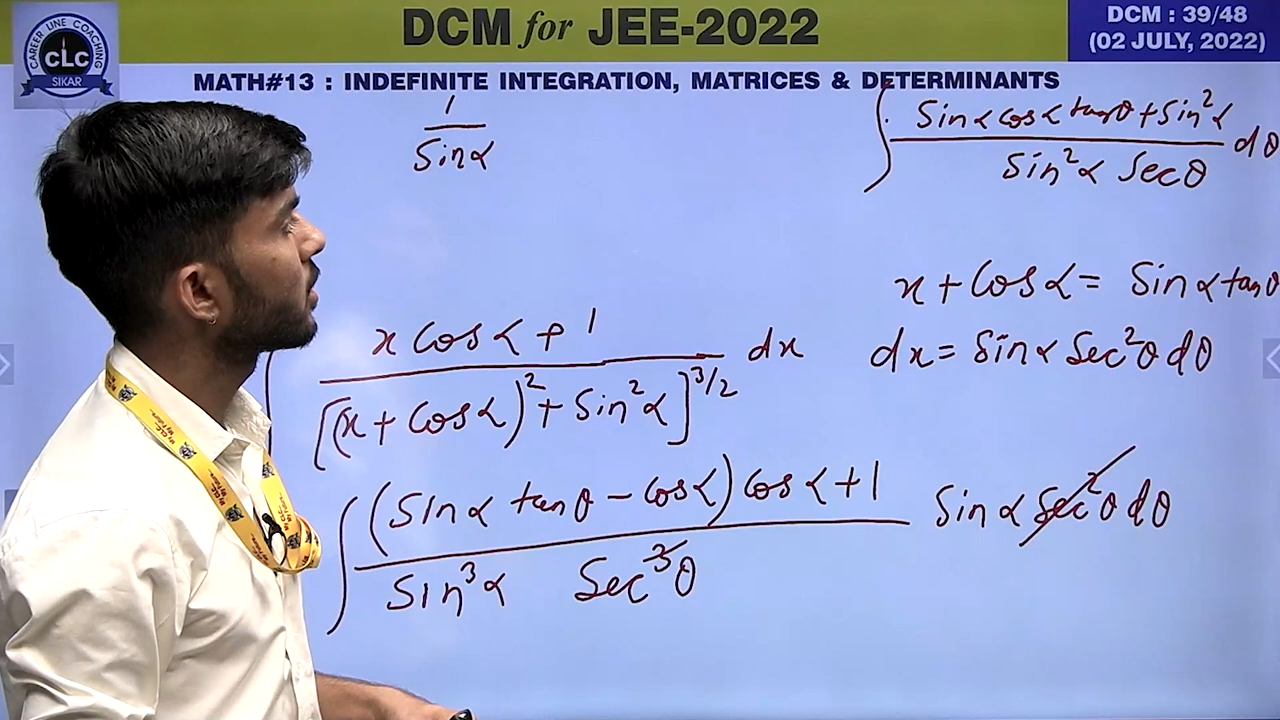 DCM for JEE-2022
DCM : 39/48
(02 JULY, 2022)
CAREER LINE COACHING
CLC
SIKAR
MATH#13 : INDEFINITE INTEGRATION, MATRICES & DETERMINANTS
1
Sinα
∫ Sinα cosα tanθ + Sin²α dθ
Sin²α Secθ
x + Cosα = Sinα tanθ
∫ x Cosα + 1 dx
[(x + Cosα)² + Sin²α]^3/2
dx = Sinα Sec²θ dθ
∫ (Sinα tanθ - Cosα) Cosα + 1 Sinα Sec²θ dθ
Sin³α Sec³θ